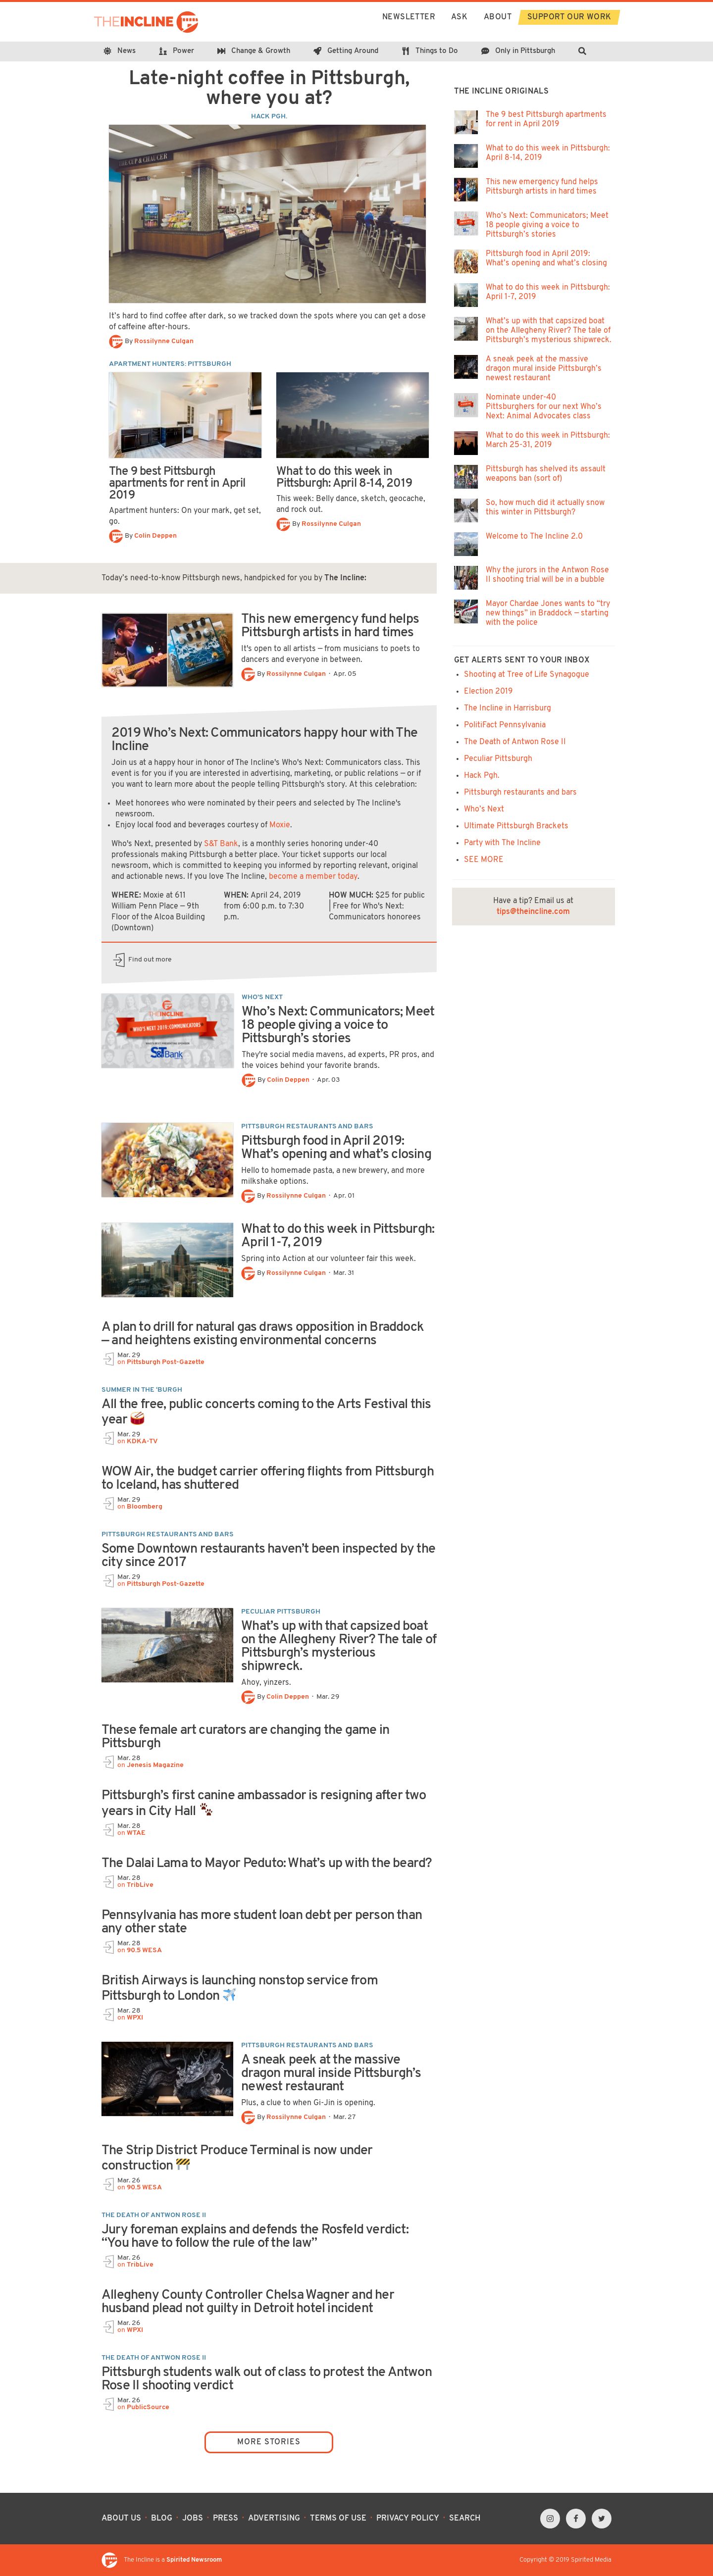 THE INCLINE
NEWSLETTER ASK ABOUT SUPPORT OUR WORK
News Power Change & Growth Getting Around Things to Do Only in Pittsburgh
Late-night coffee in Pittsburgh,
where you at?
HACK PGH.
It's hard to find coffee after dark, so we tracked down the spots where you can get a dose
of caffeine after-hours.
By Rossilynne Culgan
APARTMENT HUNTERS: PITTSBURGH
The 9 best Pittsburgh
apartments for rent in April
2019
Apartment hunters: On your mark, get set,
go.
By Colin Deppen
What to do this week in
Pittsburgh: April 8-14, 2019
This week: Belly dance, sketch, geocache,
and rock out.
By Rossilynne Culgan
Today's need-to-know Pittsburgh news, handpicked for you by The Incline:
This new emergency fund helps
Pittsburgh artists in hard times
It's open to all artists — from musicians to poets to
dancers and everyone in between.
By Rossilynne Culgan · Apr. 05
2019 Who's Next: Communicators happy hour with The
Incline
Join us at a happy hour in honor of The Incline's Who's Next: Communicators class. This
event is for you if you are interested in advertising, marketing, or public relations — or if
you want to learn more about the people telling Pittsburgh's story. At this celebration:
• Meet honorees who were nominated by their peers and selected by The Incline's
newsroom.
• Enjoy local food and beverages courtesy of Moxie.
Who's Next, presented by S&T Bank, is a monthly series honoring under-40
professionals making Pittsburgh a better place. Your ticket supports our local
newsroom, which is committed to keeping you informed by reporting relevant, original
and actionable news. If you love The Incline, become a member today.
WHERE: Moxie at 611
William Penn Place — 9th
Floor of the Alcoa Building
(Downtown)
WHEN: April 24, 2019
from 6:00 p.m. to 7:30
p.m.
HOW MUCH: $25 for public
| Free for Who's Next:
Communicators honorees
Find out more
THE INCLINE
WHO'S NEXT 2019: COMMUNICATORS
S&T Bank
WHO'S NEXT
Who's Next: Communicators; Meet
18 people giving a voice to
Pittsburgh's stories
They're social media mavens, ad experts, PR pros, and
the voices behind your favorite brands.
By Colin Deppen · Apr. 03
PITTSBURGH RESTAURANTS AND BARS
Pittsburgh food in April 2019:
What's opening and what's closing
Hello to homemade pasta, a new brewery, and more
milkshake options.
By Rossilynne Culgan · Apr. 01
What to do this week in Pittsburgh:
April 1-7, 2019
Spring into Action at our volunteer fair this week.
By Rossilynne Culgan · Mar. 31
A plan to drill for natural gas draws opposition in Braddock
— and heightens existing environmental concerns
Mar. 29
on Pittsburgh Post-Gazette
SUMMER IN THE 'BURGH
All the free, public concerts coming to the Arts Festival this
year 🥁
Mar. 29
on KDKA-TV
WOW Air, the budget carrier offering flights from Pittsburgh
to Iceland, has shuttered
Mar. 29
on Bloomberg
PITTSBURGH RESTAURANTS AND BARS
Some Downtown restaurants haven't been inspected by the
city since 2017
Mar. 29
on Pittsburgh Post-Gazette
PECULIAR PITTSBURGH
What's up with that capsized boat
on the Allegheny River? The tale of
Pittsburgh's mysterious
shipwreck.
Ahoy, yinzers.
By Colin Deppen · Mar. 29
These female art curators are changing the game in
Pittsburgh
Mar. 28
on Jenesis Magazine
Pittsburgh's first canine ambassador is resigning after two
years in City Hall 🐾
Mar. 28
on WTAE
The Dalai Lama to Mayor Peduto: What's up with the beard?
Mar. 28
on TribLive
Pennsylvania has more student loan debt per person than
any other state
Mar. 28
on 90.5 WESA
British Airways is launching nonstop service from
Pittsburgh to London ✈️
Mar. 28
on WPXI
PITTSBURGH RESTAURANTS AND BARS
A sneak peek at the massive
dragon mural inside Pittsburgh's
newest restaurant
Plus, a clue to when Gi-Jin is opening.
By Rossilynne Culgan · Mar. 27
The Strip District Produce Terminal is now under
construction 🚧
Mar. 26
on 90.5 WESA
THE DEATH OF ANTWON ROSE II
Jury foreman explains and defends the Rosfeld verdict:
“You have to follow the rule of the law”
Mar. 26
on TribLive
Allegheny County Controller Chelsa Wagner and her
husband plead not guilty in Detroit hotel incident
Mar. 26
on WPXI
THE DEATH OF ANTWON ROSE II
Pittsburgh students walk out of class to protest the Antwon
Rose II shooting verdict
Mar. 26
on PublicSource
MORE STORIES
THE INCLINE ORIGINALS
The 9 best Pittsburgh apartments
for rent in April 2019
What to do this week in Pittsburgh:
April 8-14, 2019
This new emergency fund helps
Pittsburgh artists in hard times
Who's Next: Communicators; Meet
18 people giving a voice to
Pittsburgh's stories
Pittsburgh food in April 2019:
What's opening and what's closing
What to do this week in Pittsburgh:
April 1-7, 2019
What's up with that capsized boat
on the Allegheny River? The tale of
Pittsburgh's mysterious shipwreck.
A sneak peek at the massive
dragon mural inside Pittsburgh's
newest restaurant
Nominate under-40
Pittsburghers for our next Who's
Next: Animal Advocates class
What to do this week in Pittsburgh:
March 25-31, 2019
Pittsburgh has shelved its assault
weapons ban (sort of)
So, how much did it actually snow
this winter in Pittsburgh?
Welcome to The Incline 2.0
Why the jurors in the Antwon Rose
II shooting trial will be in a bubble
Mayor Chardae Jones wants to “try
new things” in Braddock — starting
with the police
GET ALERTS SENT TO YOUR INBOX
• Shooting at Tree of Life Synagogue
• Election 2019
• The Incline in Harrisburg
• PolitiFact Pennsylvania
• The Death of Antwon Rose II
• Peculiar Pittsburgh
• Hack Pgh.
• Pittsburgh restaurants and bars
• Who's Next
• Ultimate Pittsburgh Brackets
• Party with The Incline
• SEE MORE
Have a tip? Email us at
tips@theincline.com
ABOUT US · BLOG · JOBS · PRESS · ADVERTISING · TERMS OF USE · PRIVACY POLICY · SEARCH
The Incline is a Spirited Newsroom
Copyright © 2019 Spirited Media